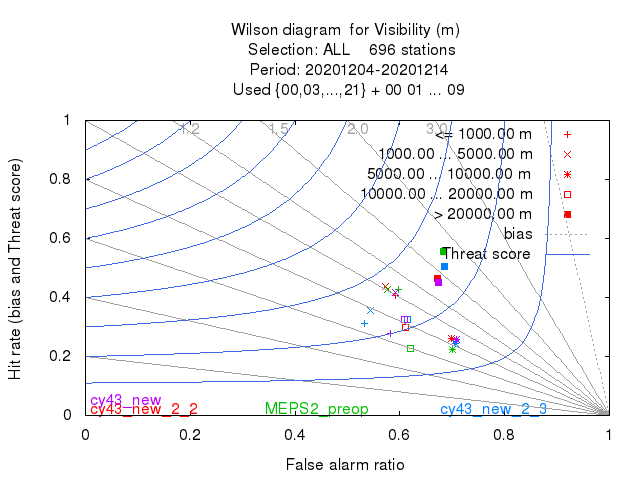 Wilson diagram for Visibility (m)
Selection: ALL 696 stations
Period: 20201204-20201214
Used {00,03,...,21} + 00 01 ... 09
Hit rate (bias and Threat score)
1
0.8
0.6
0.4
0.2
0
1.2 1.5 2.0 3.0
<= 1000.00 m
1000.00 ... 5000.00 m
5000.00 ... 10000.00 m
10000.00 ... 20000.00 m
> 20000.00 m
bias
Threat score
cy43_new
cy43_new_2_2 MEPS2_preop cy43_new_2_3
0 0.2 0.4 0.6 0.8 1
False alarm ratio